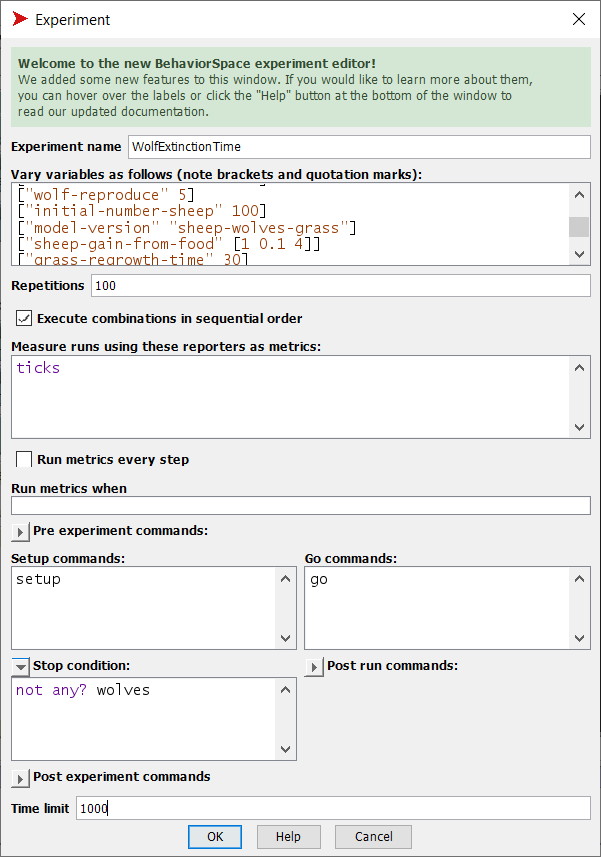 Experiment
Welcome to the new BehaviorSpace experiment editor!
We added some new features to this window. If you would like to learn more about them,
you can hover over the labels or click the "Help" button at the bottom of the window to
read our updated documentation.
Experiment name WolfExtinctionTime
Vary variables as follows (note brackets and quotation marks):
["wolf-reproduce" 5]
["initial-number-sheep" 100]
["model-version" "sheep-wolves-grass"]
["sheep-gain-from-food" [1 0.1 4]]
["grass-regrowth-time" 30]
Repetitions 100
Execute combinations in sequential order
Measure runs using these reporters as metrics:
ticks
Run metrics every step
Run metrics when
Pre experiment commands:
Setup commands: Go commands:
setup go
Stop condition: Post run commands:
not any? wolves
Post experiment commands
Time limit 1000
OK Help Cancel